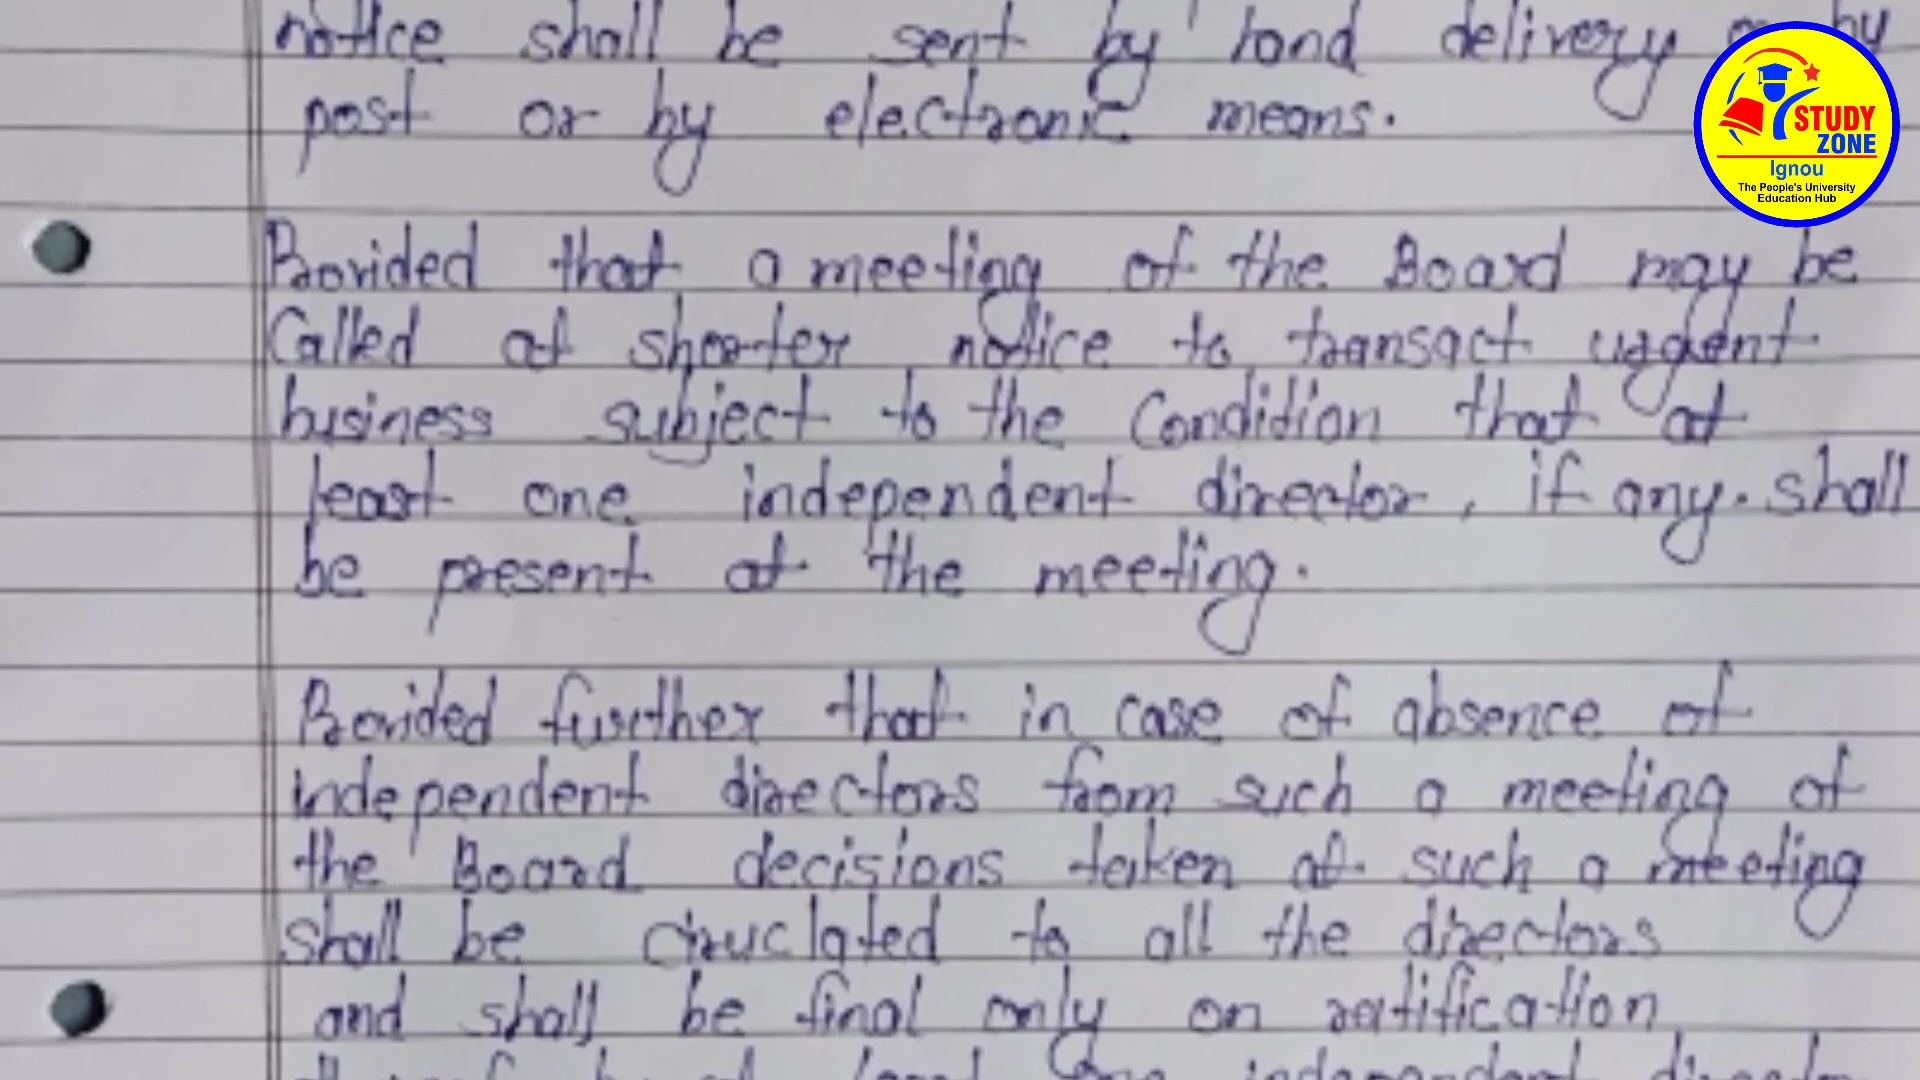 notice shall be sent by hand delivery or by
post or by electronic means.
Provided that a meeting of the Board may be
Called at shorter notice to transact urgent
business subject to the Condition that at
least one independent director, if any. shall
be present at the meeting.
Provided further that in case of absence of
independent directors from such a meeting of
the Board decisions taken at such a meeting
shall be ciruclated to all the directors
and shall be final only on ratification
least one independent
STUDY
ZONE
Ignou
The People's University
Education Hub